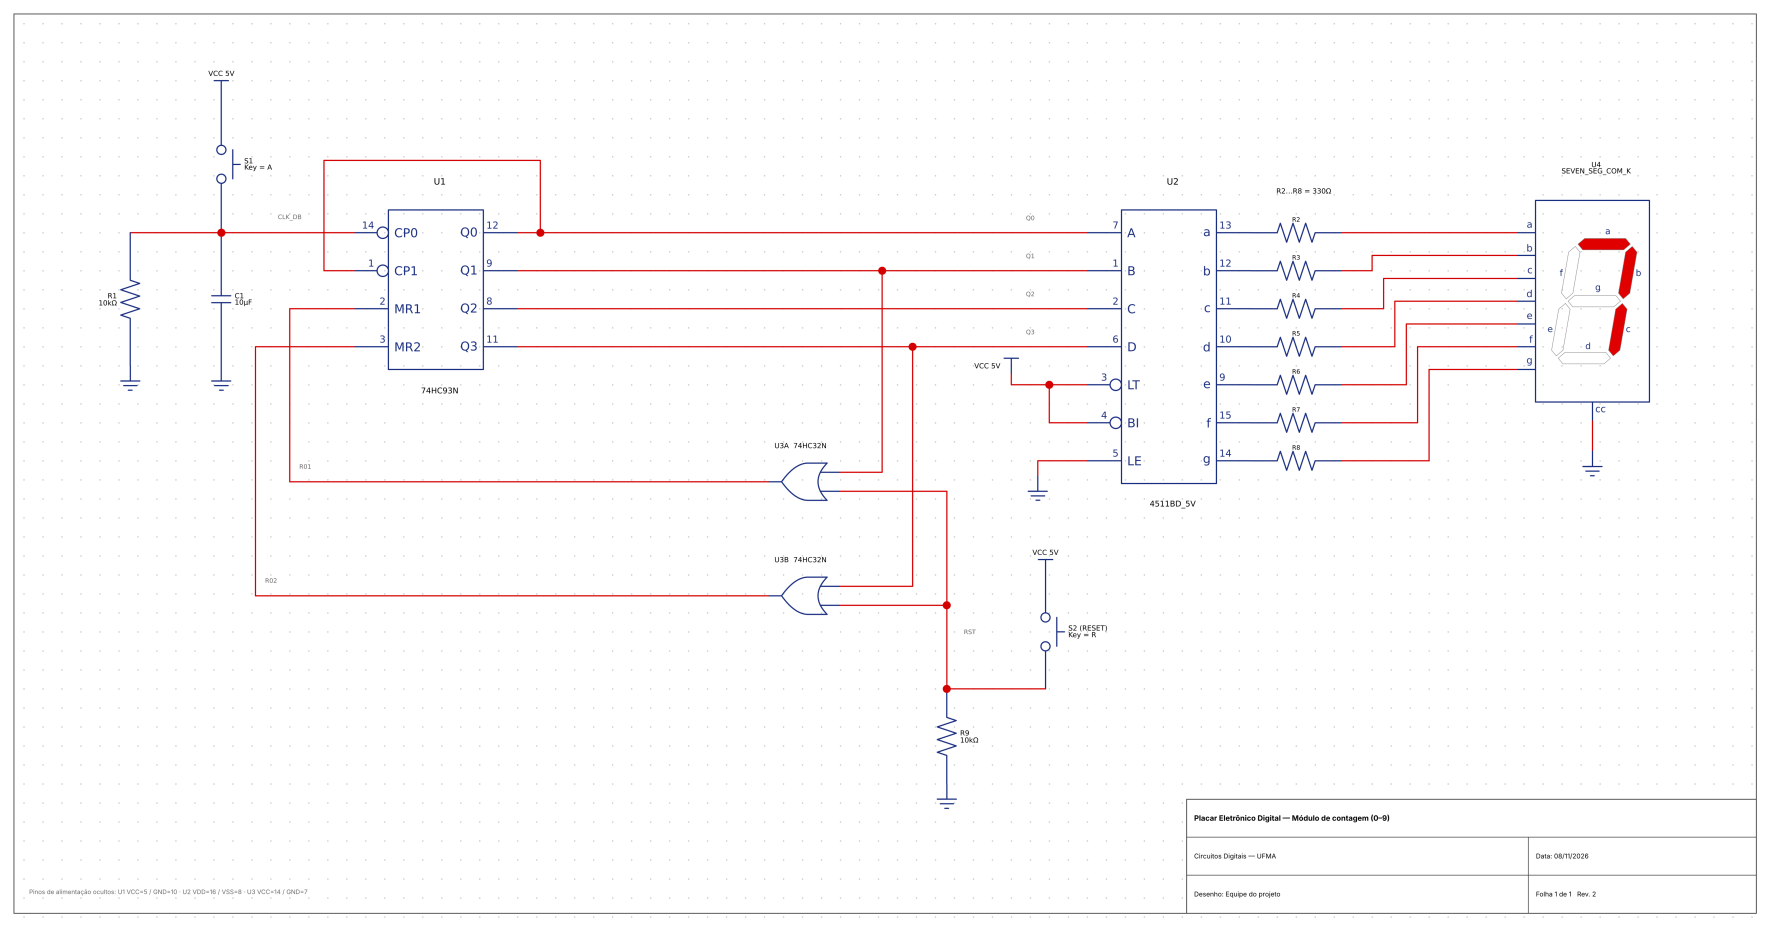 VCC 5V
S1
Key = A
CLK_DB
R1
10kΩ
C1
10µF
U1
14 CP0 Q0 12
1 CP1 Q1 9
2 MR1 Q2 8
3 MR2 Q3 11
74HC93N
Q0
Q1
Q2
Q3
VCC 5V
U2
7 A a 13
1 B b 12
2 C c 11
6 D d 10
3 LT e 9
4 BI f 15
5 LE g 14
4511BD_5V
R2...R8 = 330Ω
R2
R3
R4
R5
R6
R7
R8
U4
SEVEN_SEG_COM_K
a
b
c
d
e
f
g
a
f b
g
e c
d
CC
U3A 74HC32N
R01
U3B 74HC32N
R02
VCC 5V
RST
S2 (RESET)
Key = R
R9
10kΩ
Placar Eletrônico Digital — Módulo de contagem (0–9)
Circuitos Digitais — UFMA
Data: 08/11/2026
Desenho: Equipe do projeto
Folha 1 de 1 Rev. 2
Pinos de alimentação ocultos: U1 VCC=5 / GND=10 · U2 VDD=16 / VSS=8 · U3 VCC=14 / GND=7